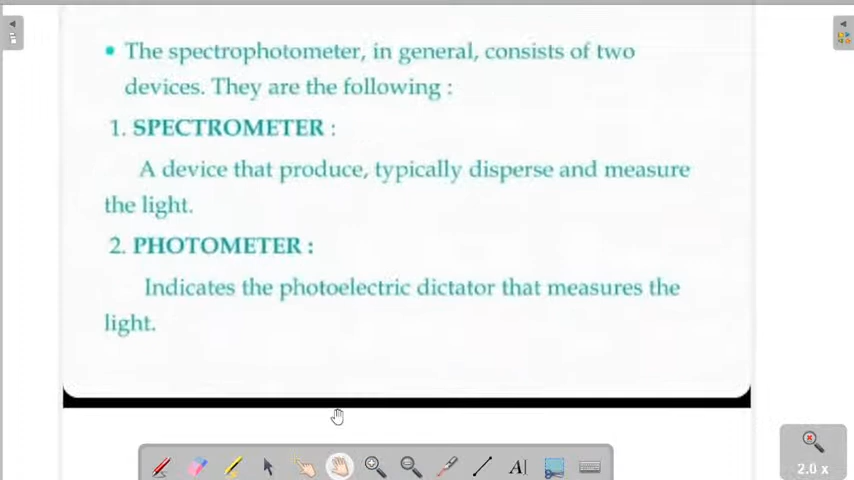 • The spectrophotometer, in general, consists of two
devices. They are the following :
1. SPECTROMETER :
A device that produce, typically disperse and measure
the light.
2. PHOTOMETER :
Indicates the photoelectric dictator that measures the
light.
A
2.0 x